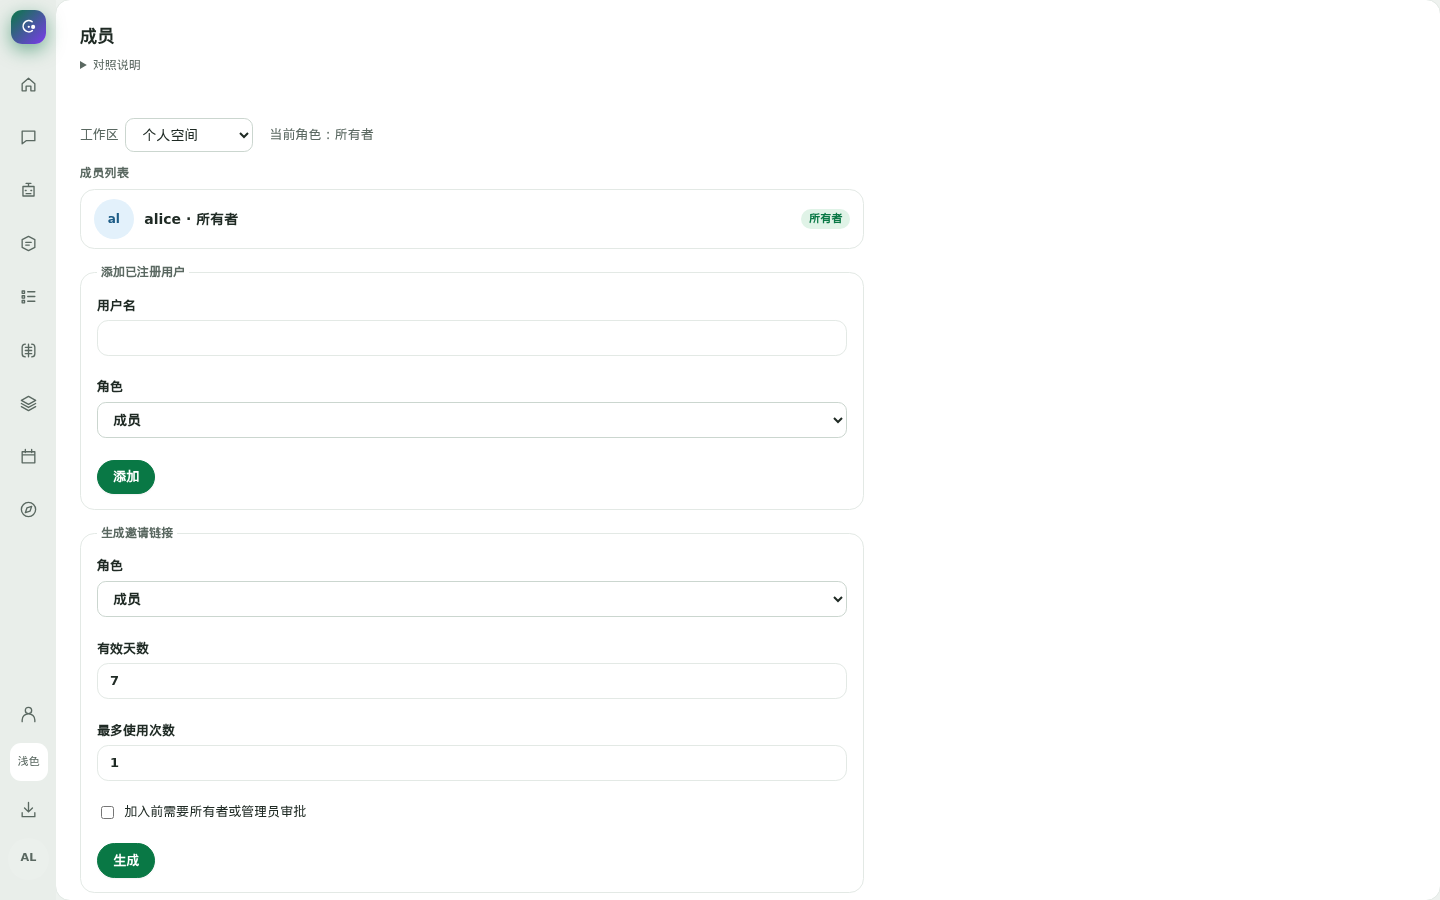 成员
对照说明
工作区 个人空间 当前角色：所有者
成员列表
al alice · 所有者 所有者
添加已注册用户
用户名
角色
成员
添加
生成邀请链接
角色
成员
有效天数
7
最多使用次数
1
加入前需要所有者或管理员审批
生成
浅色
AL